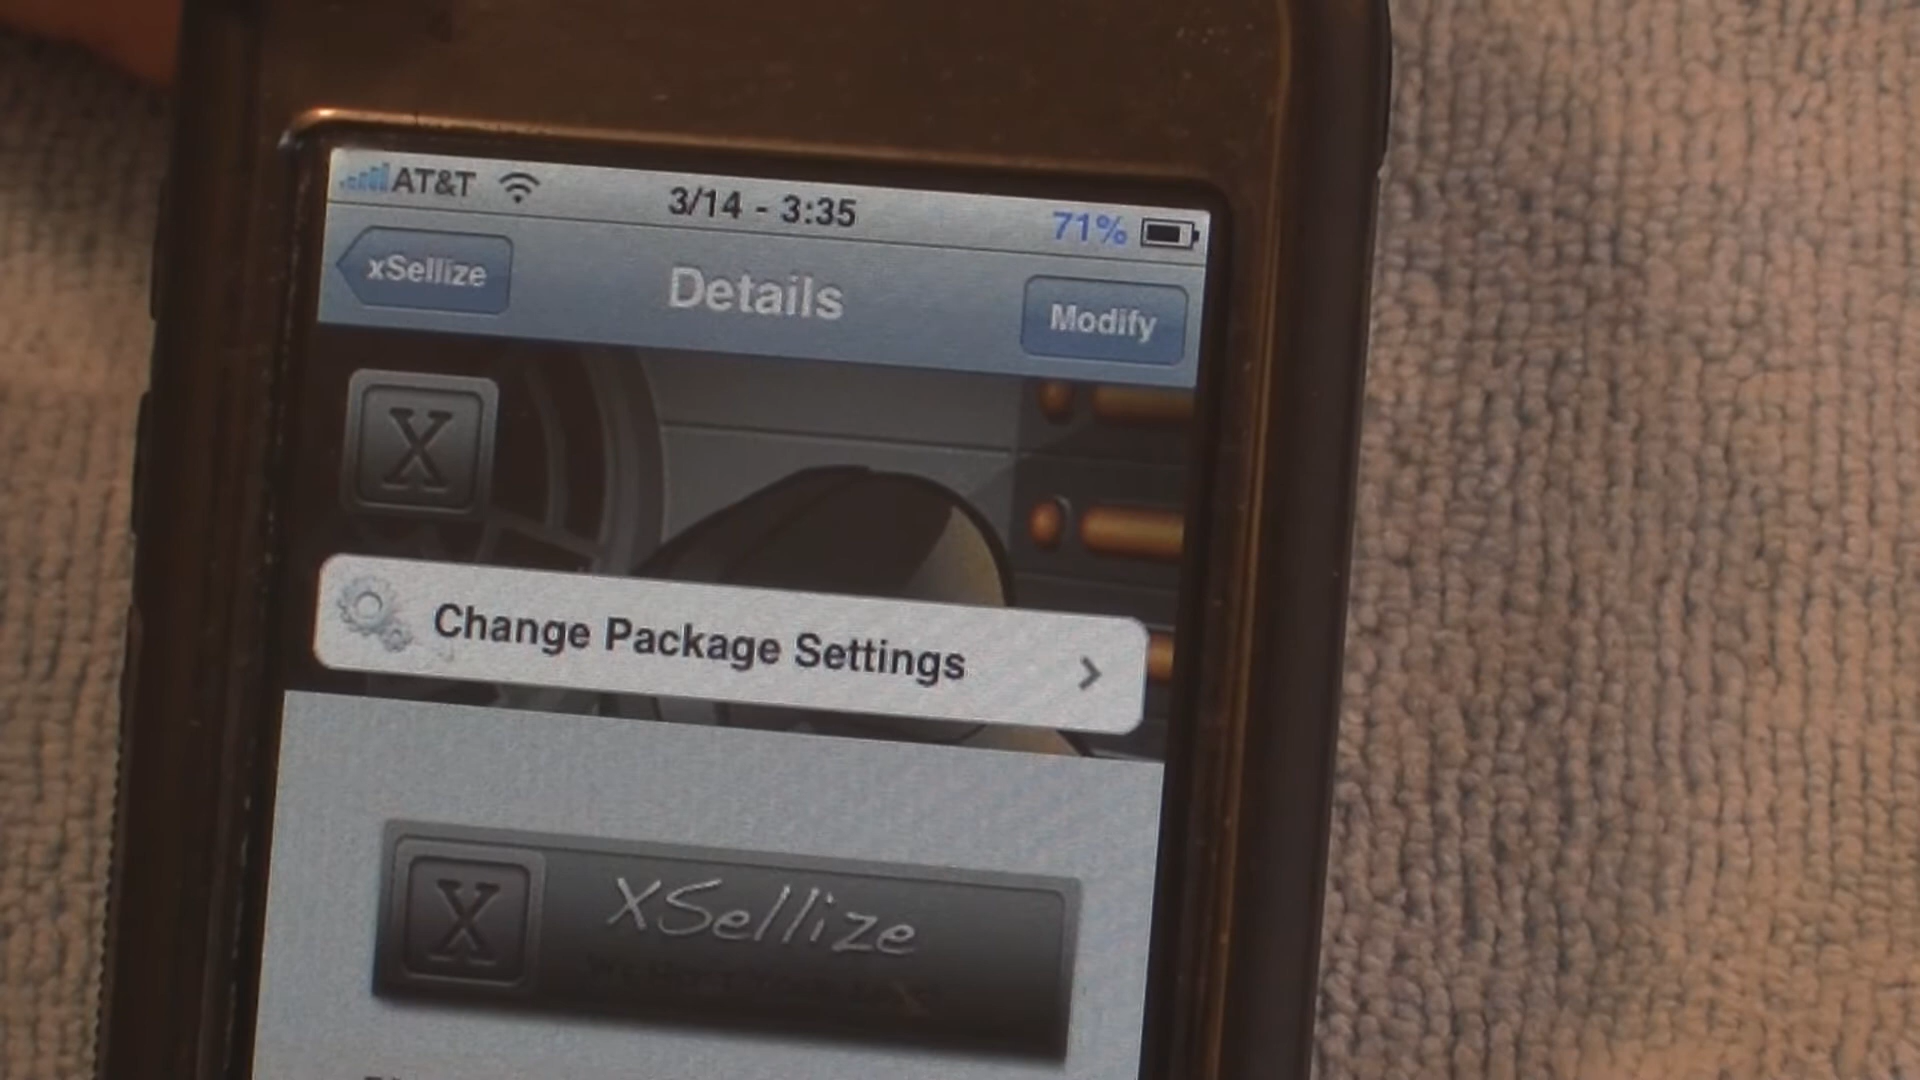 AT&T 3/14 - 3:35 71%
xSellize Details Modify
X
Change Package Settings
X XSellize